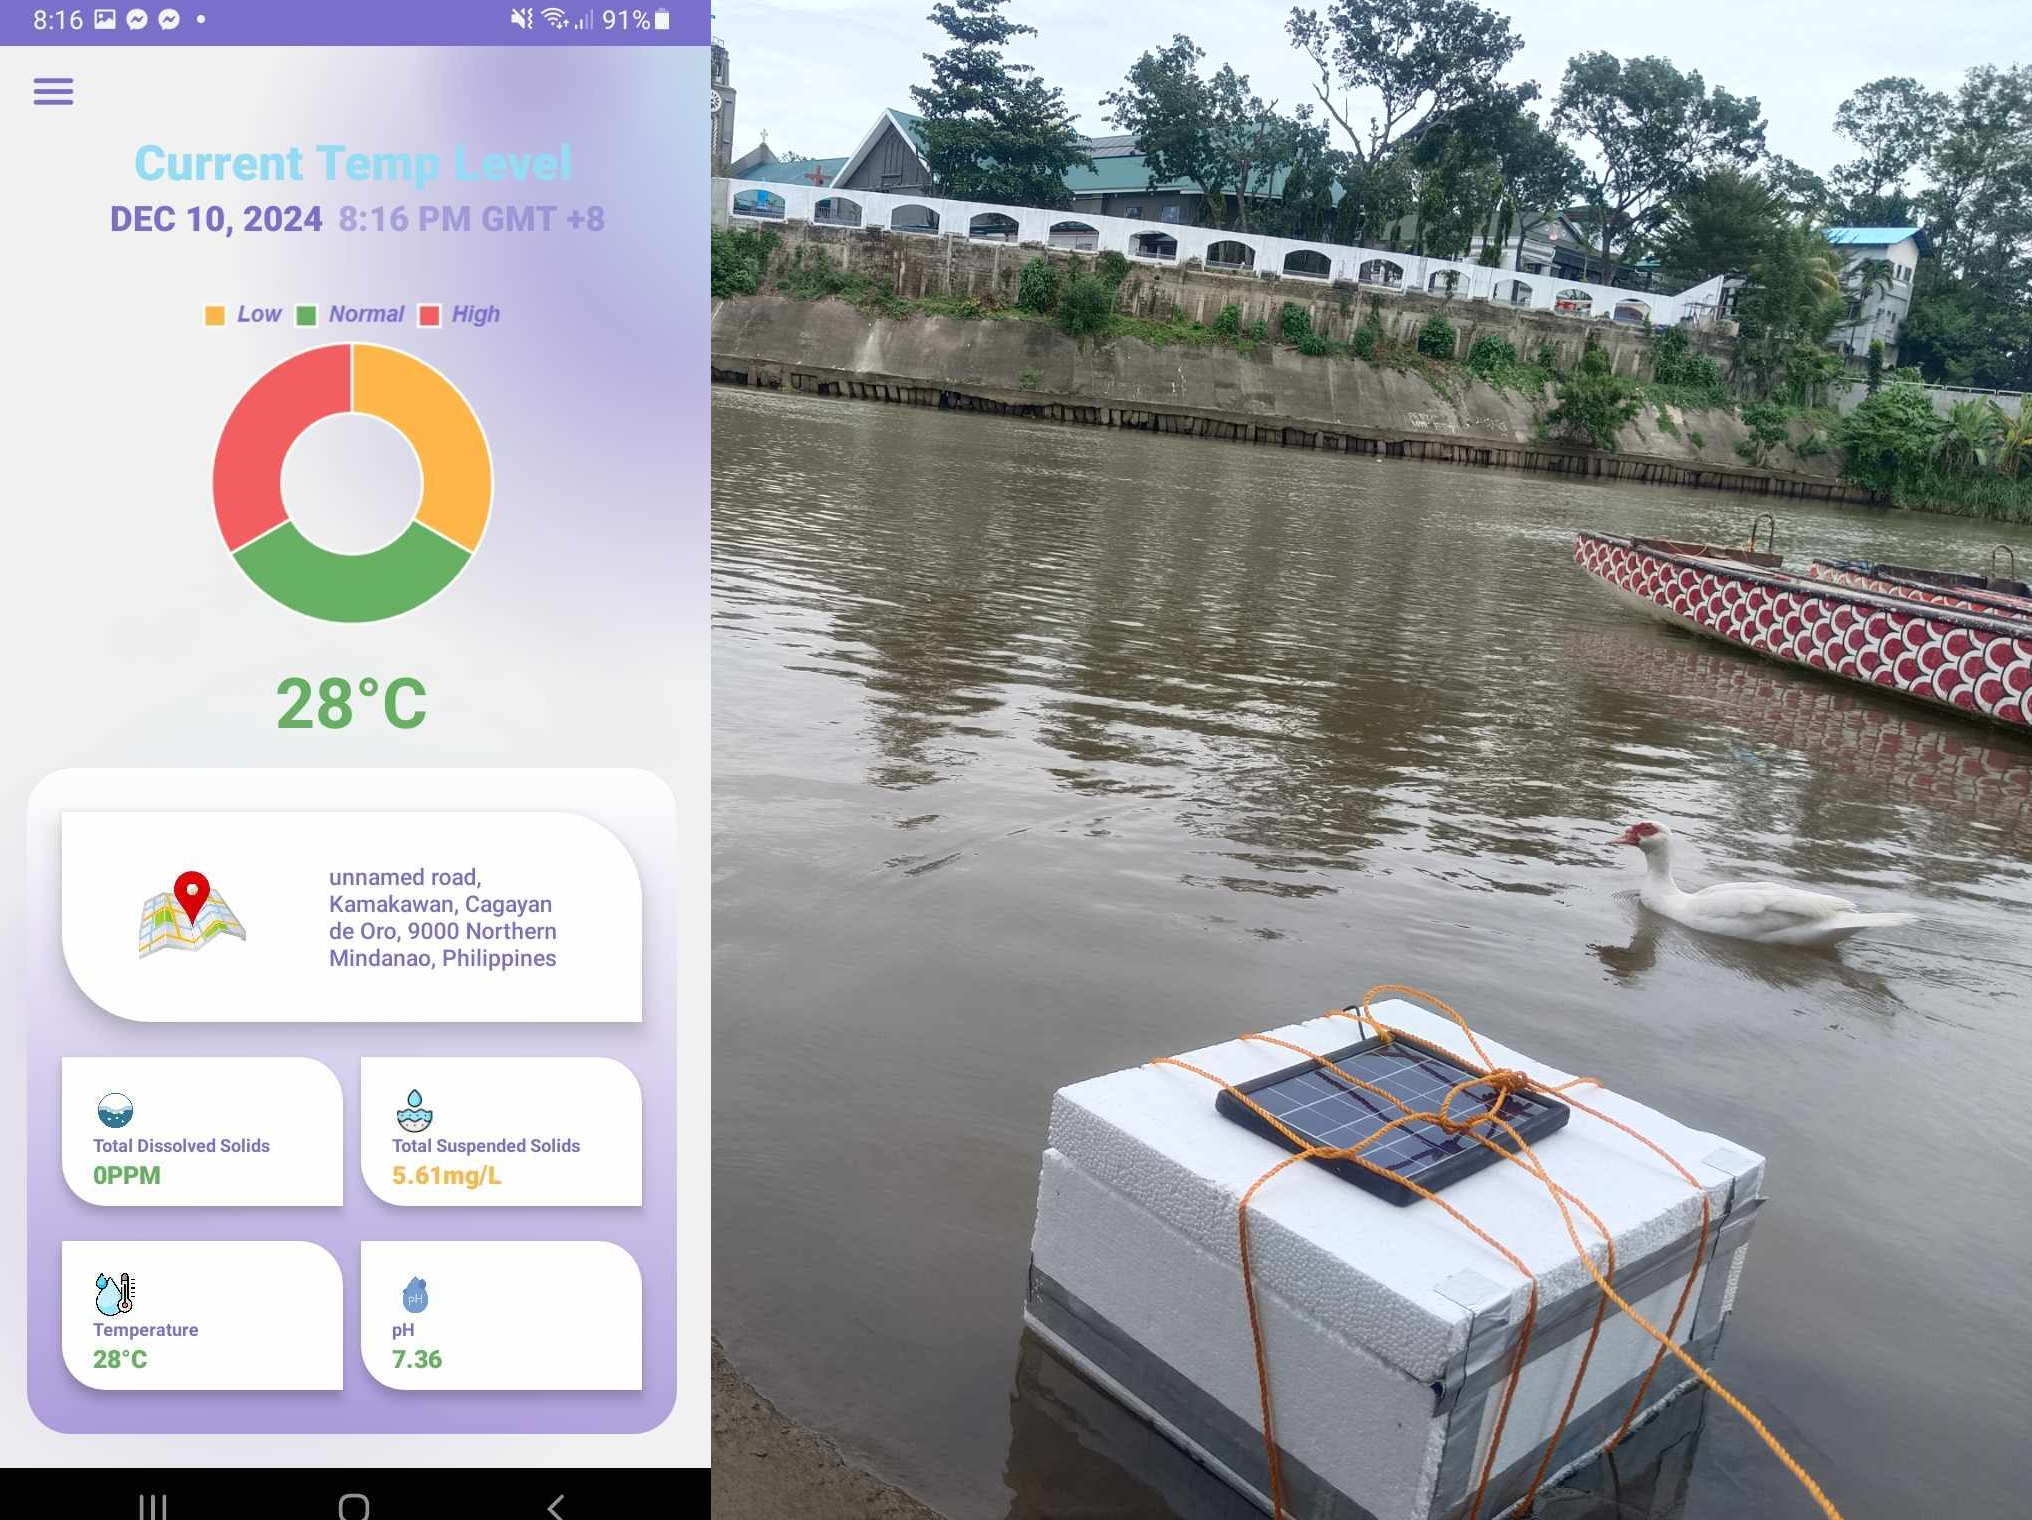 8:16
91%
Current Temp Level
DEC 10, 2024 8:16 PM GMT +8
Low Normal High
28°C
unnamed road,
Kamakawan, Cagayan
de Oro, 9000 Northern
Mindanao, Philippines
Total Dissolved Solids
0PPM
Total Suspended Solids
5.61mg/L
Temperature
28°C
pH
pH
7.36